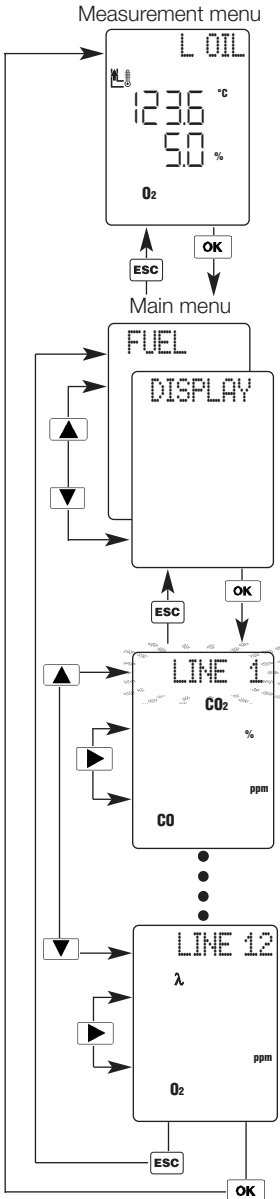 Measurement menu
L OIL
123.6 °C
5.0 %
O2
ESC
OK
Main menu
FUEL
DISPLAY
ESC
OK
LINE 1
CO2
%
ppm
CO
LINE 12
λ
ppm
O2
ESC
OK